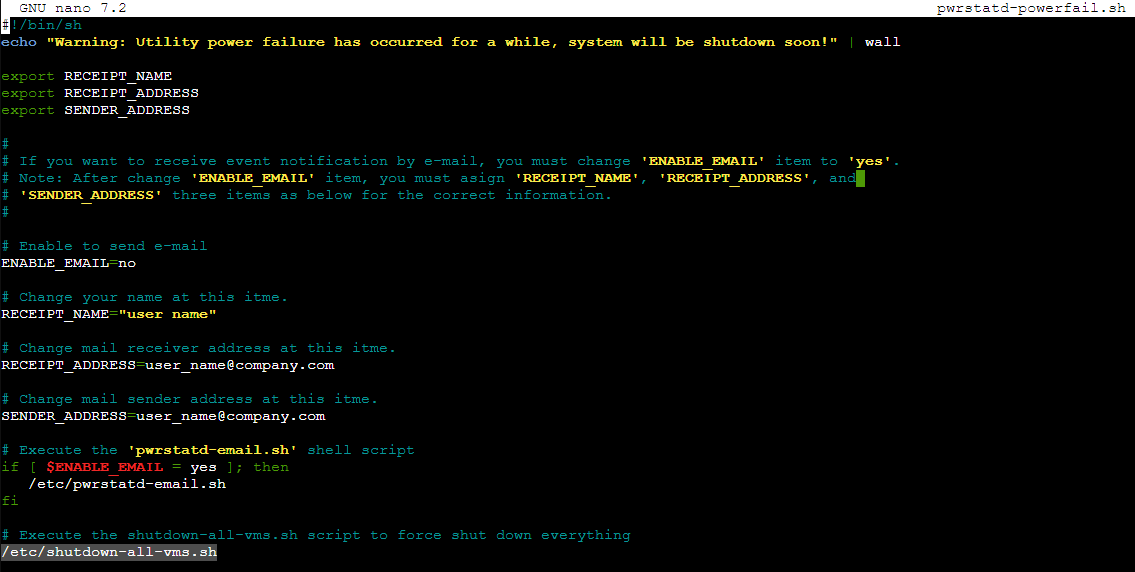 GNU nano 7.2 pwrstatd-powerfail.sh
#!/bin/sh
echo "Warning: Utility power failure has occurred for a while, system will be shutdown soon!" | wall
export RECEIPT_NAME
export RECEIPT_ADDRESS
export SENDER_ADDRESS
#
# If you want to receive event notification by e-mail, you must change 'ENABLE_EMAIL' item to 'yes'.
# Note: After change 'ENABLE_EMAIL' item, you must asign 'RECEIPT_NAME', 'RECEIPT_ADDRESS', and
# 'SENDER_ADDRESS' three items as below for the correct information.
#
# Enable to send e-mail
ENABLE_EMAIL=no
# Change your name at this itme.
RECEIPT_NAME="user name"
# Change mail receiver address at this itme.
RECEIPT_ADDRESS=user_name@company.com
# Change mail sender address at this itme.
SENDER_ADDRESS=user_name@company.com
# Execute the 'pwrstatd-email.sh' shell script
if [ $ENABLE_EMAIL = yes ]; then
   /etc/pwrstatd-email.sh
fi
# Execute the shutdown-all-vms.sh script to force shut down everything
/etc/shutdown-all-vms.sh